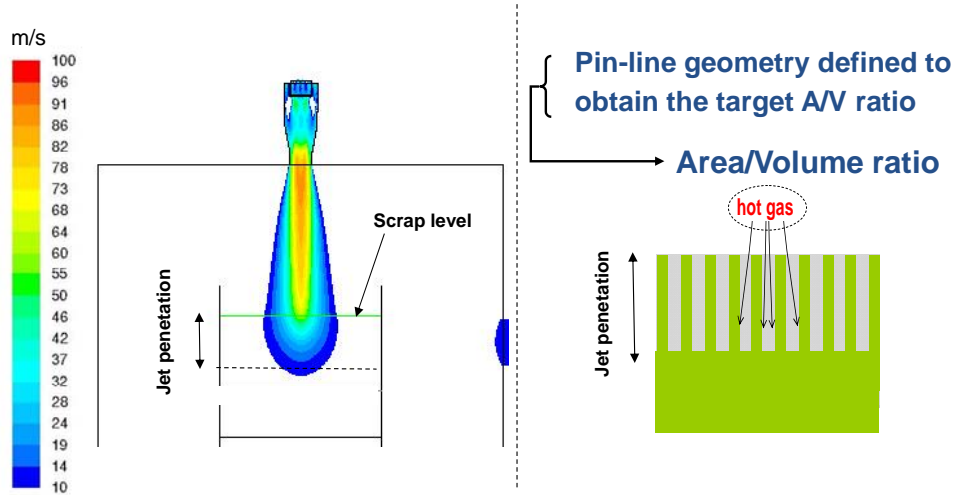 m/s
100
96
91
86
82
78
73
68
64
60
55
50
46
42
37
32
28
24
19
14
10
Scrap level
Jet penetation
Pin-line geometry defined to
obtain the target A/V ratio
Area/Volume ratio
hot gas
Jet penetation